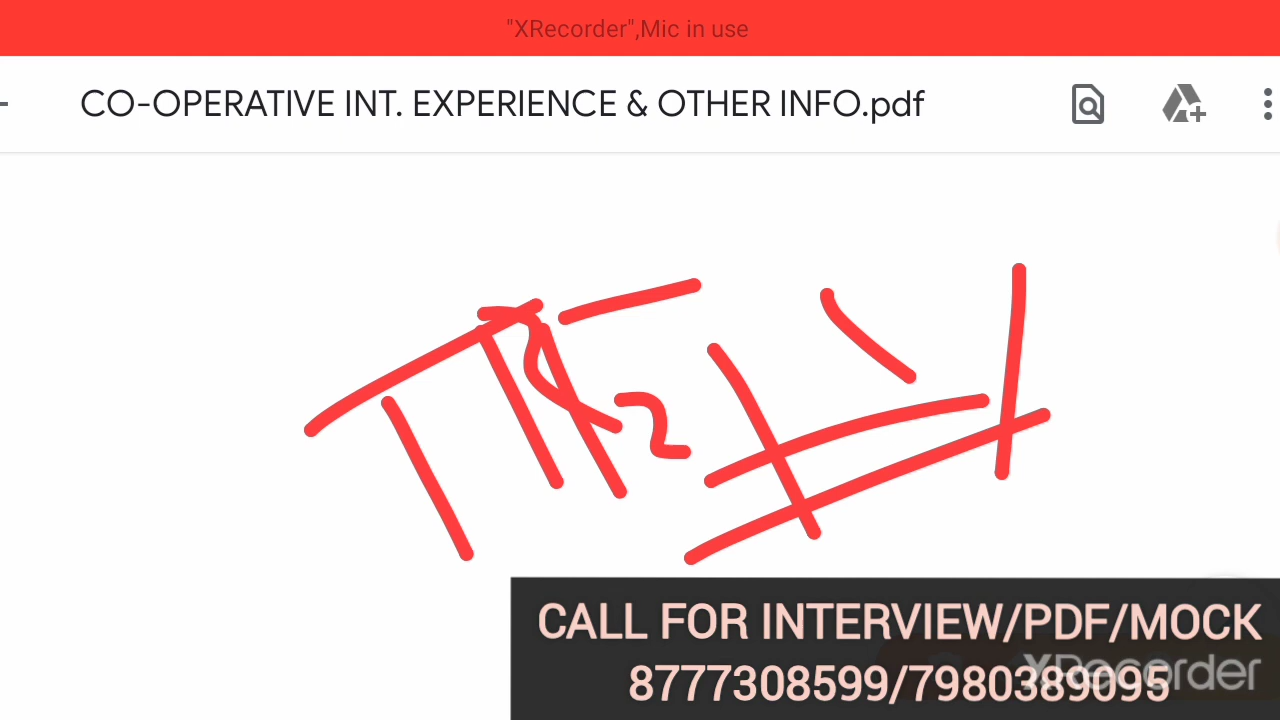 "XRecorder",Mic in use
CO-OPERATIVE INT. EXPERIENCE & OTHER INFO.pdf
CALL FOR INTERVIEW/PDF/MOCK
8777308599/7980389095
XRecorder